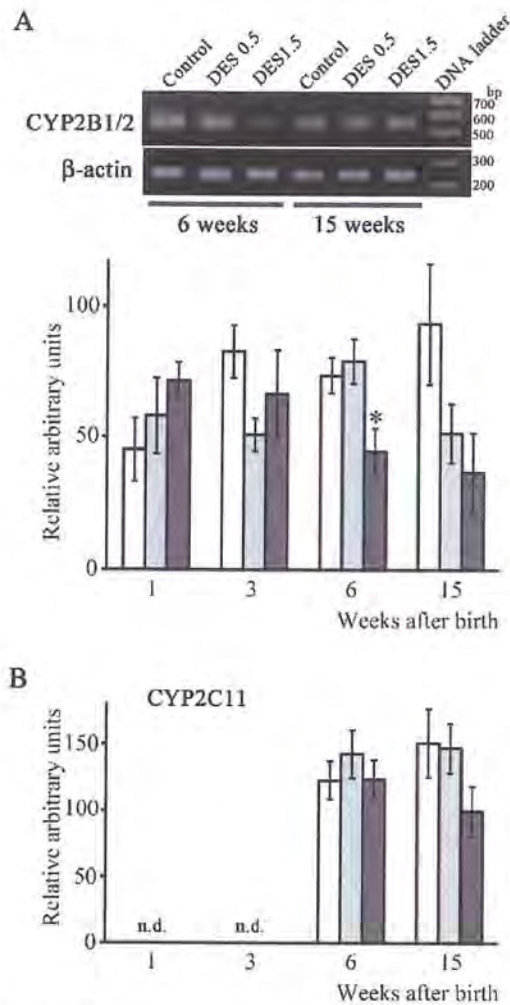 A
Control DES 0.5 DES1.5 Control DES 0.5 DES1.5 DNA ladder
bp
CYP2B1/2
700
600
500
β-actin
300
200
6 weeks 15 weeks
Relative arbitrary units
100
50
0
*
1 3 6 15
Weeks after birth
B
CYP2C11
Relative arbitrary units
150
100
50
0
n.d. n.d.
1 3 6 15
Weeks after birth